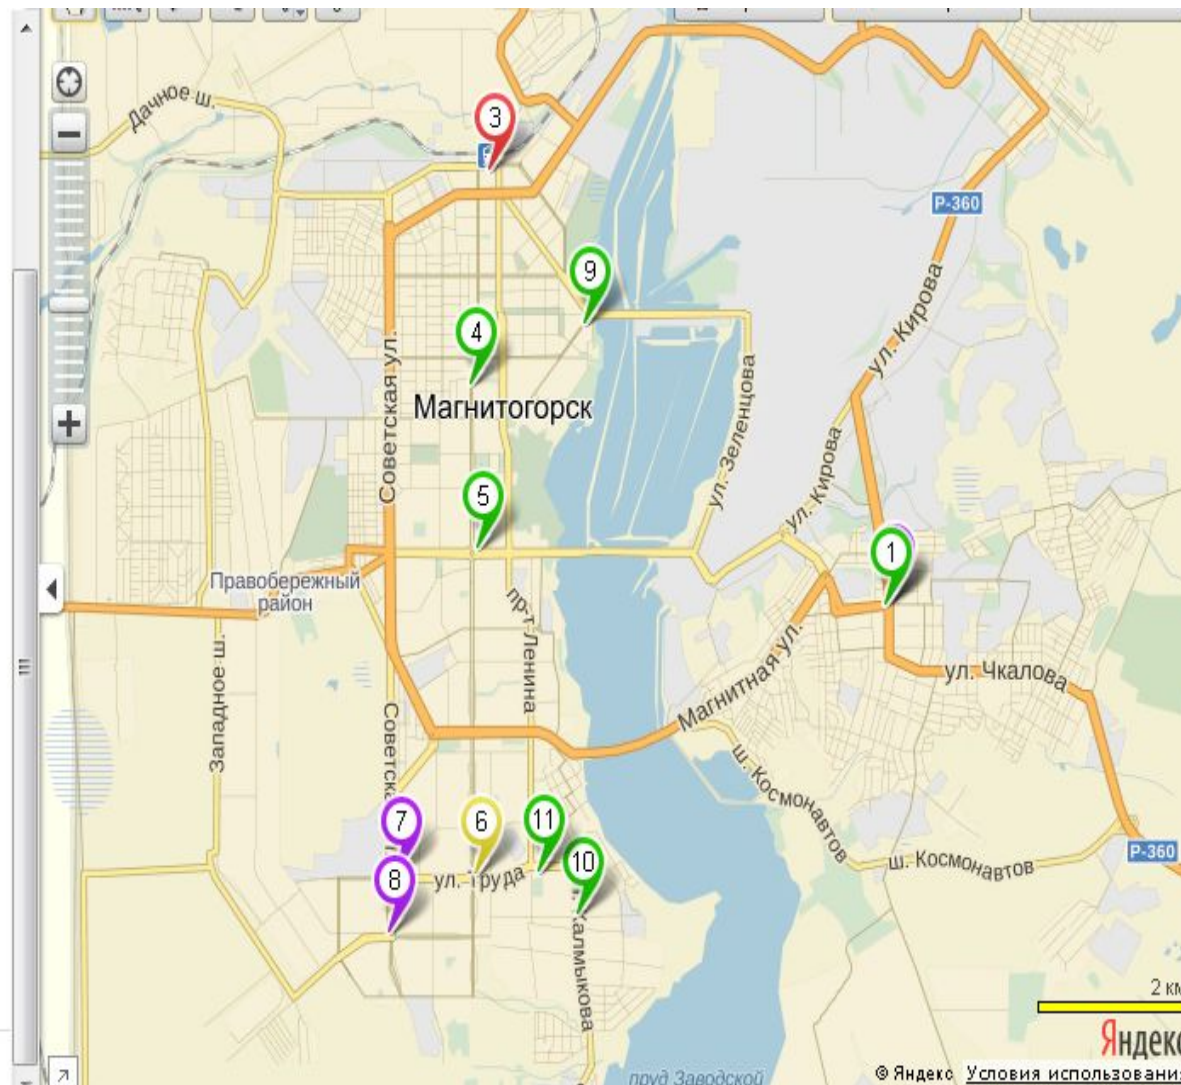 Дачное ш.
3
Р-360
9
ул. Кирова
4
Советская ул.
Магнитогорск
ул. Зеленцова
ул. Кирова
5
1
Правобережный
район
пр-т Ленина
ул. Чкалова
Магнитная ул.
Западное ш.
Советска
ш. Космонавтов
7
6
11
ш. Космонавтов
Р-360
10
8
ул. Труда
Калмыкова
2 км
Яндекс
© Яндекс Условия использования
пруд Заводской